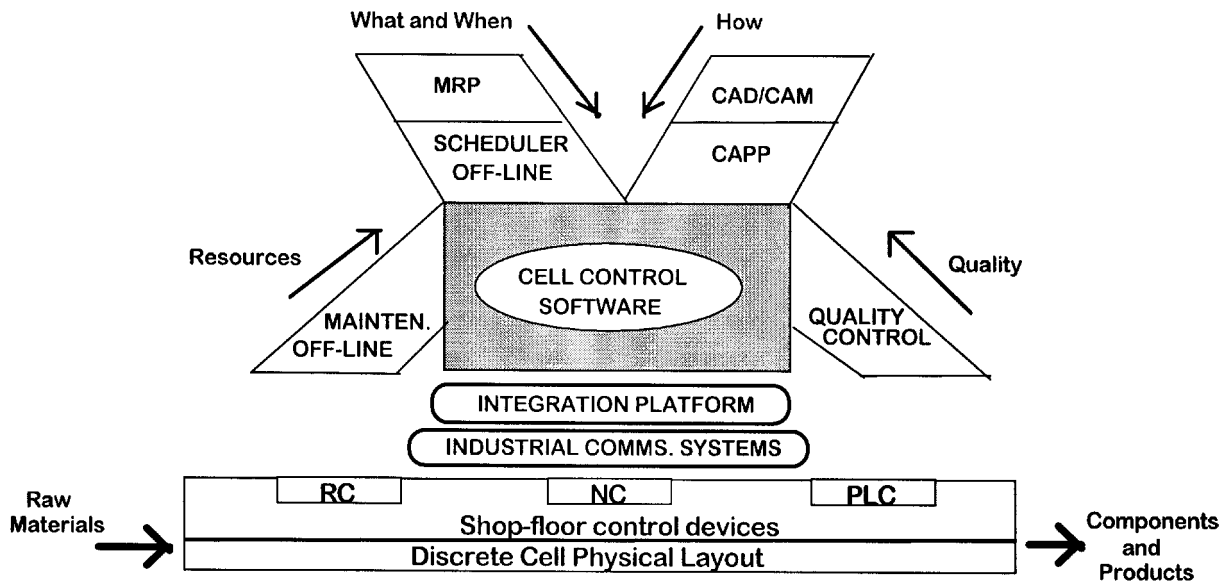 What and When
How
MRP
CAD/CAM
SCHEDULER
OFF-LINE
CAPP
Resources
Quality
CELL CONTROL
SOFTWARE
MAINTEN.
OFF-LINE
QUALITY
CONTROL
INTEGRATION PLATFORM
INDUSTRIAL COMMS. SYSTEMS
RC
NC
PLC
Raw
Materials
Shop-floor control devices
Discrete Cell Physical Layout
Components
and
Products